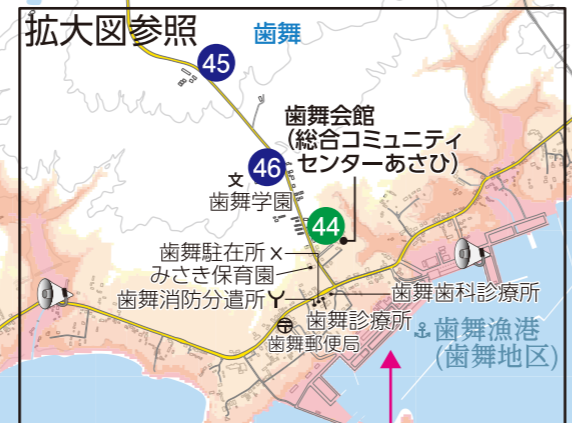 拡大図参照
歯舞
45
歯舞会館
(総合コミュニティ
センターあさひ)
46
文
歯舞学園
44
歯舞駐在所
みさき保育園
歯舞消防分遣所
歯舞歯科診療所
歯舞診療所
歯舞郵便局
歯舞漁港
(歯舞地区)